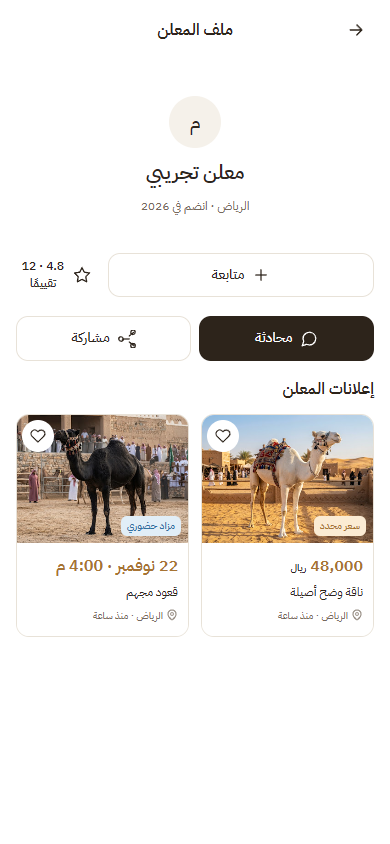 ملف المعلن
م
معلن تجريبي
الرياض · انضم في 2026
متابعة
4.8 · 12
تقييمًا
محادثة
مشاركة
إعلانات المعلن
سعر محدد
48,000 ريال
ناقة وضح أصيلة
الرياض · منذ ساعة
مزاد حضوري
22 نوفمبر · 4:00 م
قعود مجهم
الرياض · منذ ساعة